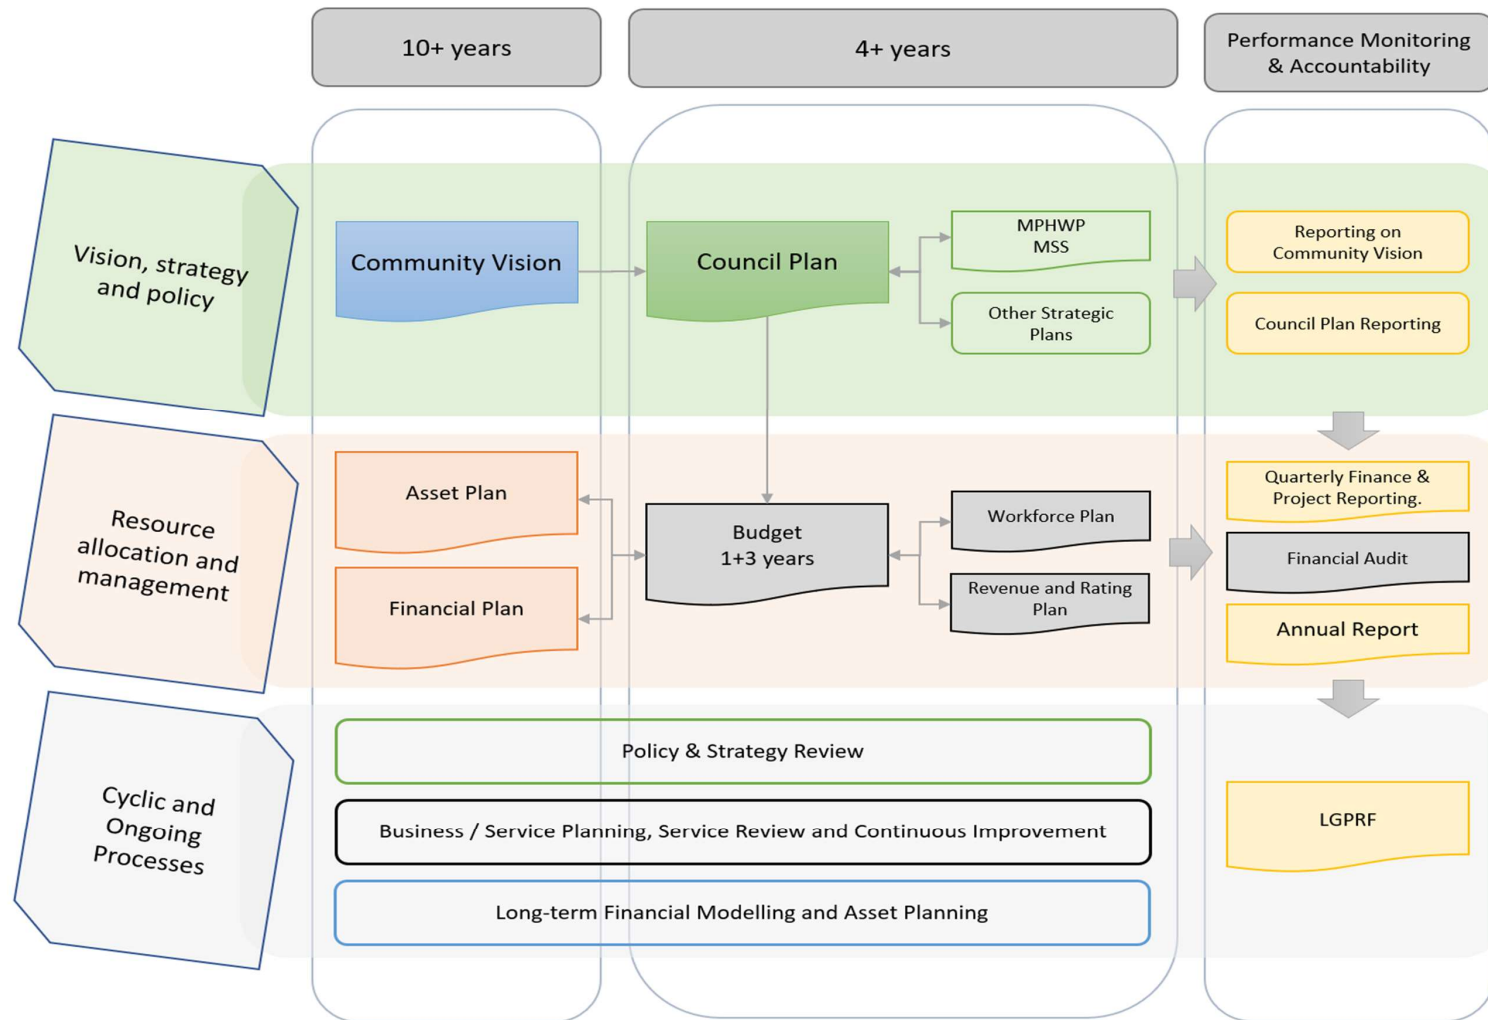 10+ years
4+ years
Performance Monitoring
& Accountability
Vision, strategy
and policy
Community Vision
Council Plan
MPHWP
MSS
Other Strategic
Plans
Reporting on
Community Vision
Council Plan Reporting
Resource
allocation and
management
Asset Plan
Financial Plan
Budget
1+3 years
Workforce Plan
Revenue and Rating
Plan
Quarterly Finance &
Project Reporting.
Financial Audit
Annual Report
Cyclic and
Ongoing
Processes
Policy & Strategy Review
Business / Service Planning, Service Review and Continuous Improvement
Long-term Financial Modelling and Asset Planning
LGPRF